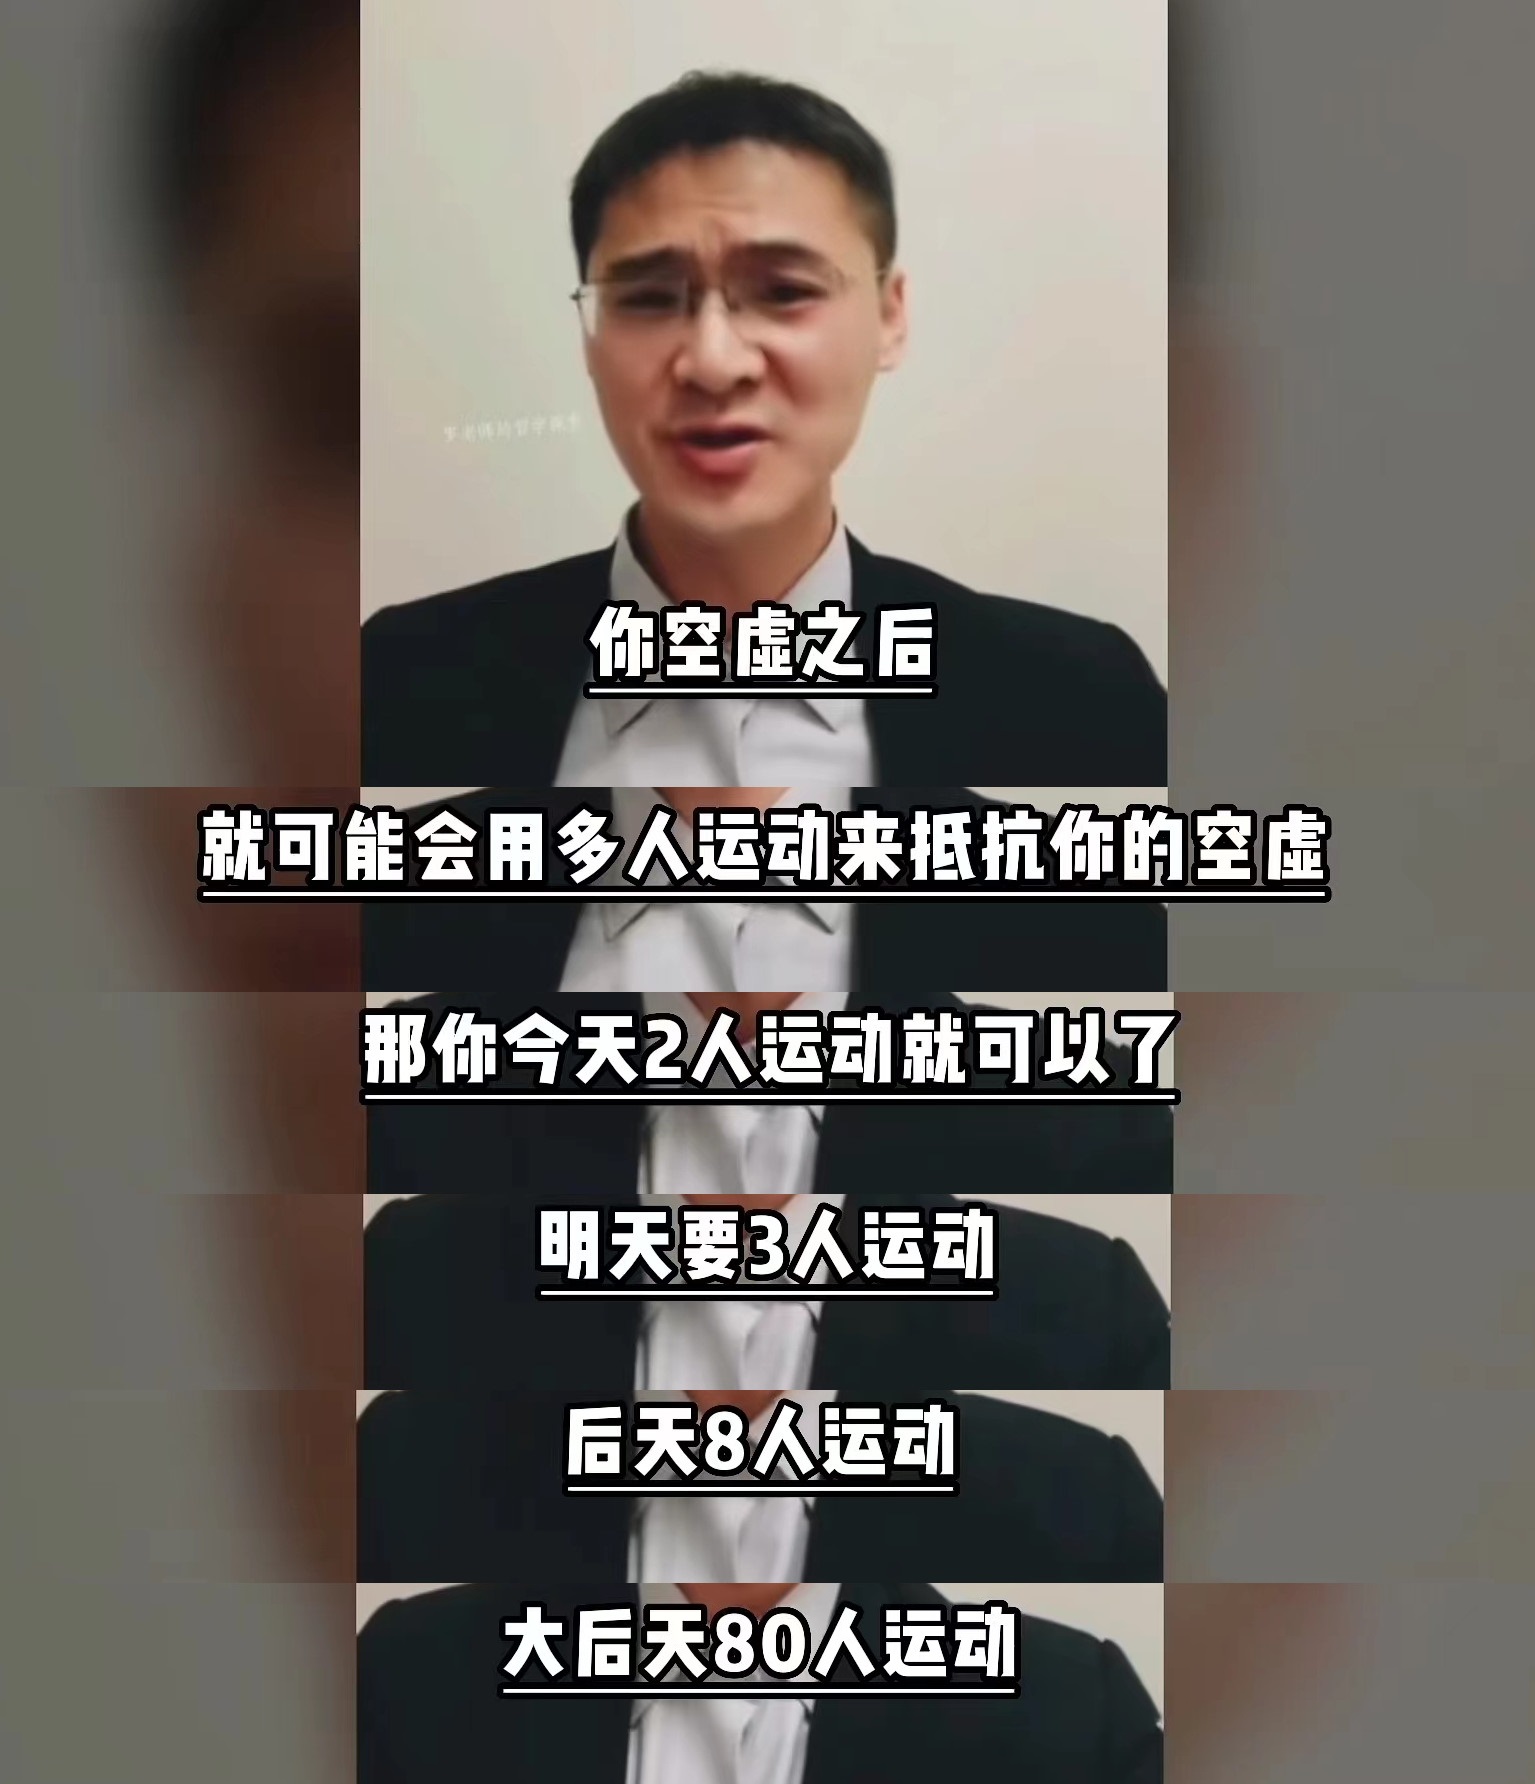 你空虚之后
就可能会用多人运动来抵抗你的空虚
那你今天2人运动就可以了
明天要3人运动
后天8人运动
大后天80人运动